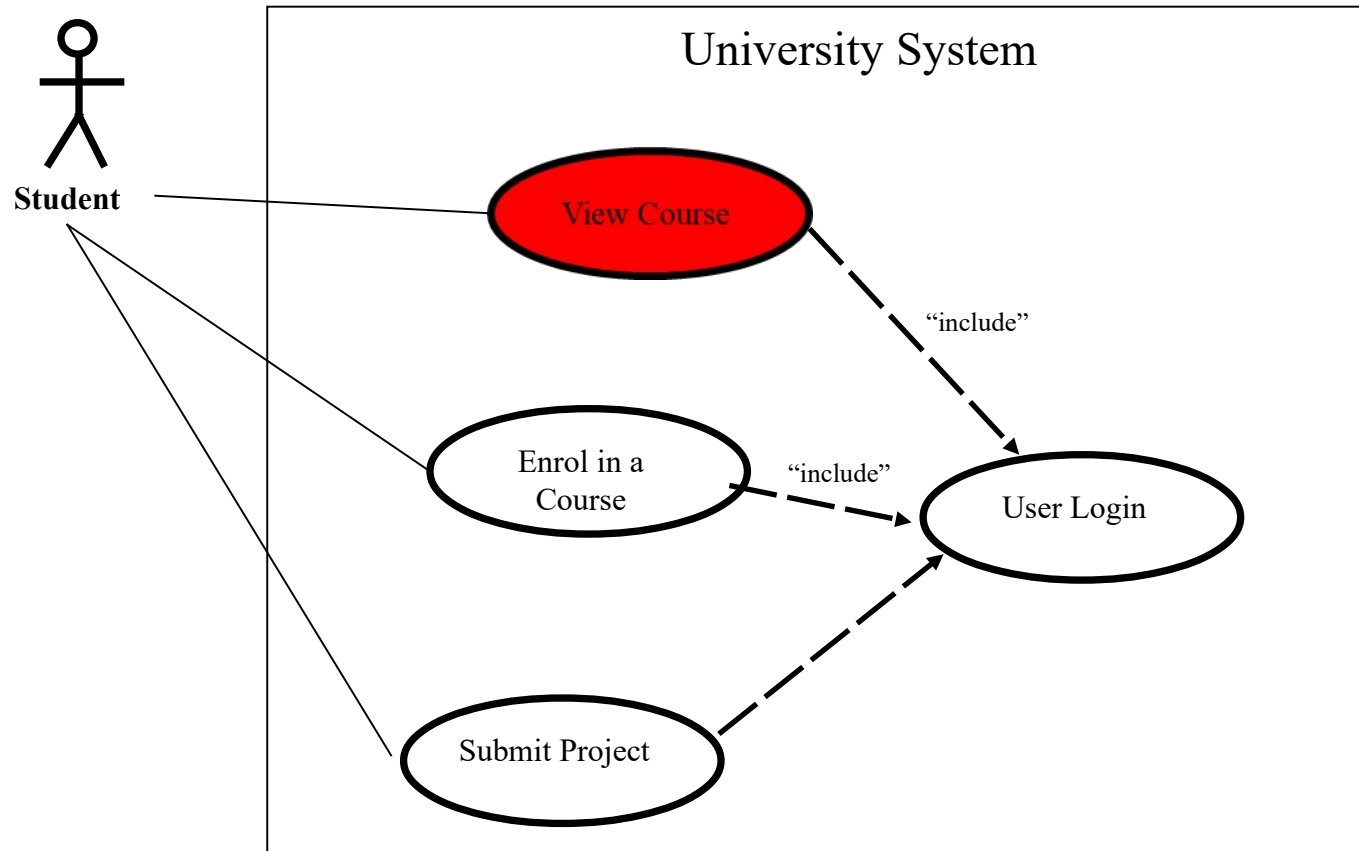 University System
Student
View Course
“include”
Enrol in a
Course
“include”
User Login
Submit Project